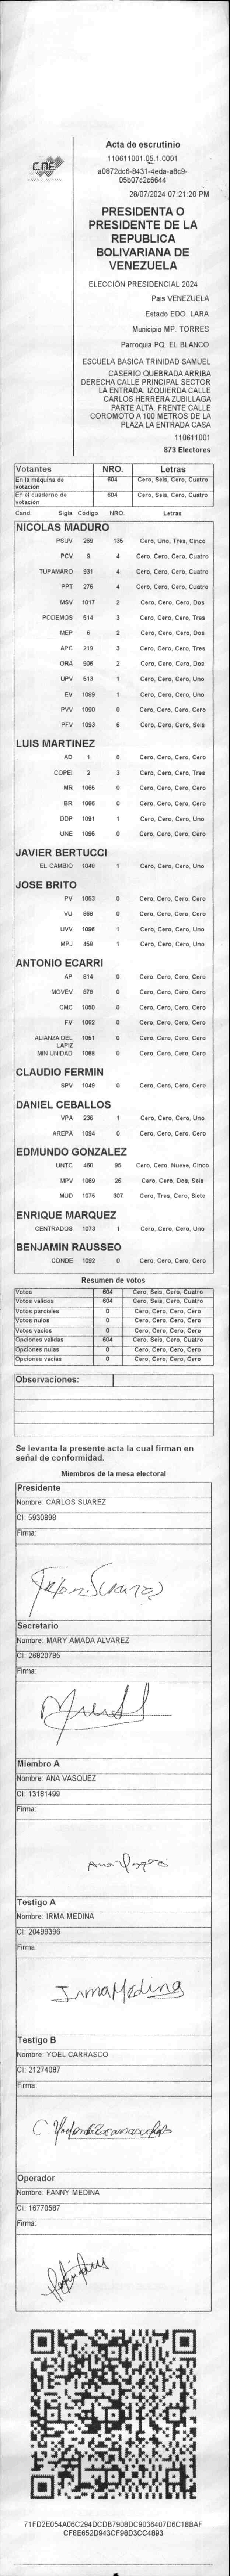 CNE
Acta de escrutinio
110611001.05.1.0001
a0872dc6-8431-4eda-a8c9-
05b07c2c6644
28/07/2024 07:21:20 PM
PRESIDENTA O
PRESIDENTE DE LA
REPUBLICA
BOLIVARIANA DE
VENEZUELA
ELECCIÓN PRESIDENCIAL 2024
Pais VENEZUELA
Estado EDO. LARA
Municipio MP. TORRES
Parroquia PQ. EL BLANCO
ESCUELA BASICA TRINIDAD SAMUEL
CASERIO QUEBRADA ARRIBA
DERECHA CALLE PRINCIPAL SECTOR
LA ENTRADA. IZQUIERDA CALLE
CARLOS HERRERA ZUBILLAGA
PARTE ALTA. FRENTE CALLE
COROMOTO A 100 METROS DE LA
PLAZA LA ENTRADA CASA
110611001
873 Electores
Votantes NRO. Letras
En la máquina de votación 604 Cero, Seis, Cero, Cuatro
En el cuaderno de votación 604 Cero, Seis, Cero, Cuatro
Cand. Sigla Código NRO. Letras
NICOLAS MADURO
PSUV 269 135 Cero, Uno, Tres, Cinco
PCV 9 4 Cero, Cero, Cero, Cuatro
TUPAMARO 931 4 Cero, Cero, Cero, Cuatro
PPT 276 4 Cero, Cero, Cero, Cuatro
MSV 1017 2 Cero, Cero, Cero, Dos
PODEMOS 514 3 Cero, Cero, Cero, Tres
MEP 6 2 Cero, Cero, Cero, Dos
APC 219 3 Cero, Cero, Cero, Tres
ORA 906 2 Cero, Cero, Cero, Dos
UPV 513 1 Cero, Cero, Cero, Uno
EV 1089 1 Cero, Cero, Cero, Uno
PVV 1090 0 Cero, Cero, Cero, Cero
PFV 1093 6 Cero, Cero, Cero, Seis
LUIS MARTINEZ
AD 1 0 Cero, Cero, Cero, Cero
COPEI 2 3 Cero, Cero, Cero, Tres
MR 1065 0 Cero, Cero, Cero, Cero
BR 1066 0 Cero, Cero, Cero, Cero
DDP 1091 1 Cero, Cero, Cero, Uno
UNE 1095 0 Cero, Cero, Cero, Cero
JAVIER BERTUCCI
EL CAMBIO 1048 1 Cero, Cero, Cero, Uno
JOSE BRITO
PV 1053 0 Cero, Cero, Cero, Cero
VU 868 0 Cero, Cero, Cero, Cero
UVV 1096 1 Cero, Cero, Cero, Uno
MPJ 458 1 Cero, Cero, Cero, Uno
ANTONIO ECARRI
AP 814 0 Cero, Cero, Cero, Cero
MOVEV 878 0 Cero, Cero, Cero, Cero
CMC 1050 0 Cero, Cero, Cero, Cero
FV 1062 0 Cero, Cero, Cero, Cero
ALIANZA DEL LAPIZ 1051 0 Cero, Cero, Cero, Cero
MIN UNIDAD 1068 0 Cero, Cero, Cero, Cero
CLAUDIO FERMIN
SPV 1049 0 Cero, Cero, Cero, Cero
DANIEL CEBALLOS
VPA 236 1 Cero, Cero, Cero, Uno
AREPA 1094 0 Cero, Cero, Cero, Cero
EDMUNDO GONZALEZ
UNTC 460 95 Cero, Cero, Nueve, Cinco
MPV 1069 26 Cero, Cero, Dos, Seis
MUD 1075 307 Cero, Tres, Cero, Siete
ENRIQUE MARQUEZ
CENTRADOS 1073 1 Cero, Cero, Cero, Uno
BENJAMIN RAUSSEO
CONDE 1092 0 Cero, Cero, Cero, Cero
Resumen de votos
Votos 604 Cero, Seis, Cero, Cuatro
Votos validos 604 Cero, Seis, Cero, Cuatro
Votos parciales 0 Cero, Cero, Cero, Cero
Votos nulos 0 Cero, Cero, Cero, Cero
Votos vacios 0 Cero, Cero, Cero, Cero
Opciones validas 604 Cero, Seis, Cero, Cuatro
Opciones nulas 0 Cero, Cero, Cero, Cero
Opciones vacias 0 Cero, Cero, Cero, Cero
Observaciones:
Se levanta la presente acta la cual firman en
señal de conformidad.
Miembros de la mesa electoral
Presidente
Nombre: CARLOS SUAREZ
CI: 5930898
Firma:
Secretario
Nombre: MARY AMADA ALVAREZ
CI: 26820785
Firma:
Miembro A
Nombre: ANA VASQUEZ
CI: 13181499
Firma:
Testigo A
Nombre: IRMA MEDINA
CI: 20499396
Firma:
Irma Medina
Testigo B
Nombre: YOEL CARRASCO
CI: 21274087
Firma:
Operador
Nombre: FANNY MEDINA
CI: 16770587
Firma:
71FD2E054A06C294DCDB7908DC9036407D6C18BAF
CF8E652D943CF98D3CC4893